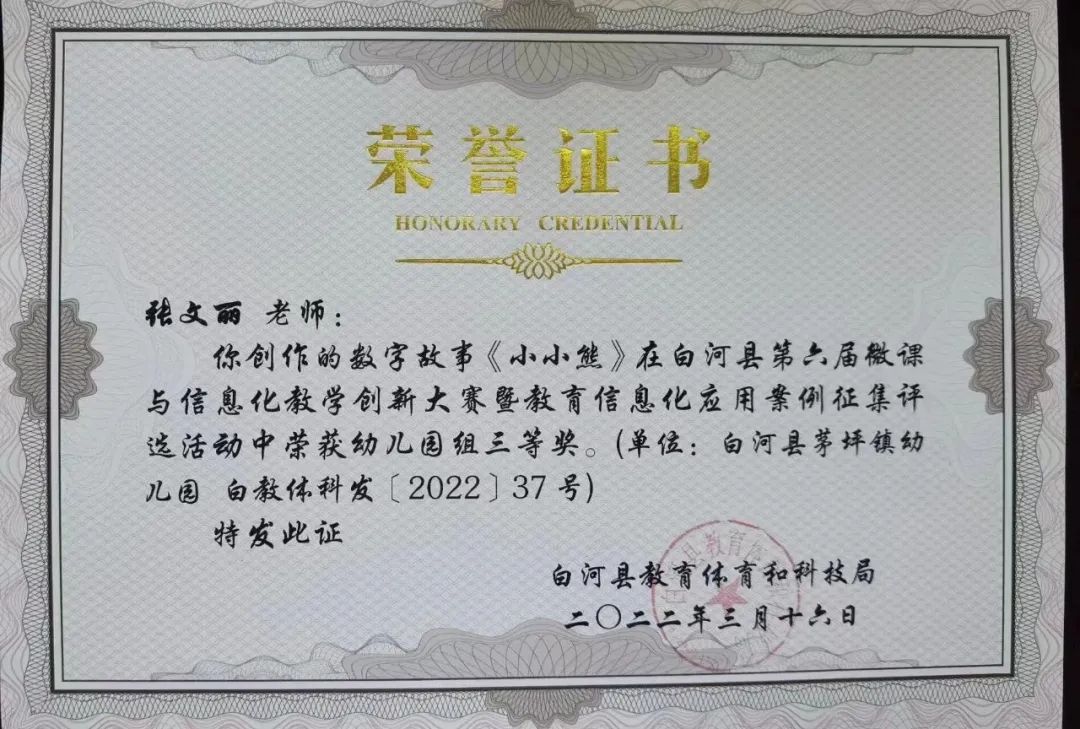 荣誉证书
HONORARY CREDENTIAL
张文丽 老师：
你创作的数字故事《小小熊》在白河县第六届微课
与信息化教学创新大赛暨教育信息化应用案例征集评
选活动中荣获幼儿园组三等奖。（单位：白河县茅坪镇幼
儿园 白教体科发〔2022〕37号）
特发此证
白河县教育体育和科技局
二〇二二年三月十六日